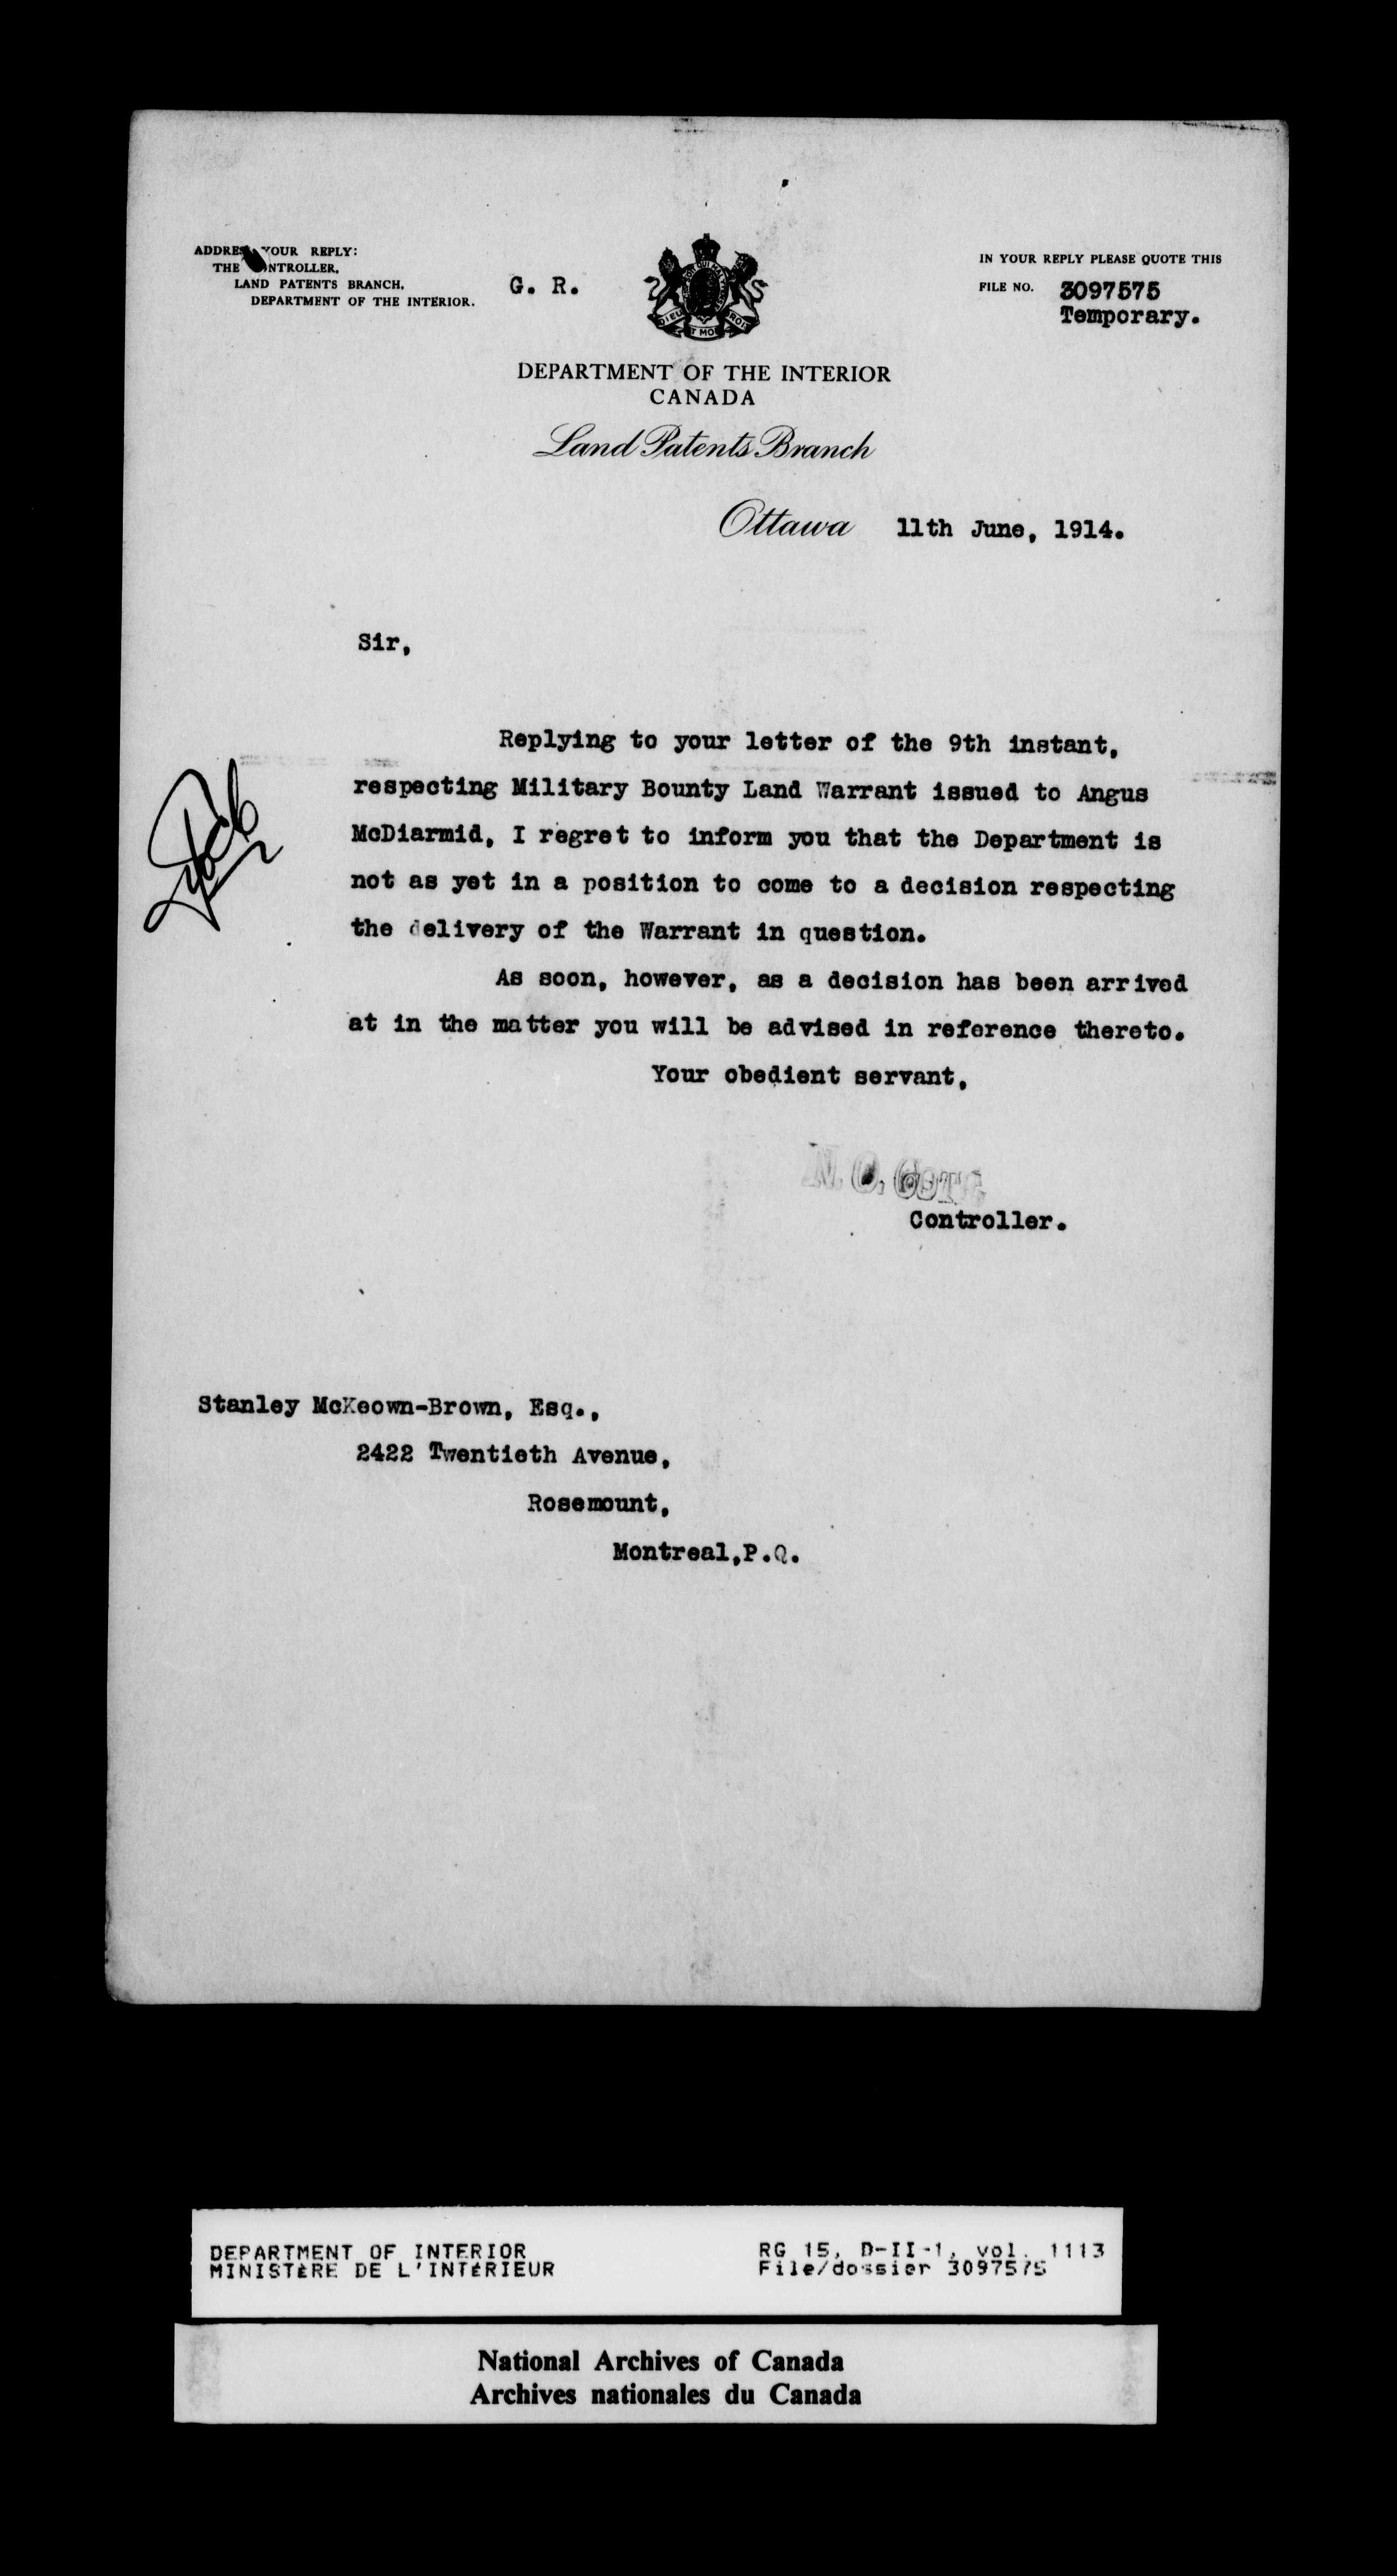 ADDRESS YOUR REPLY:
THE CONTROLLER,
LAND PATENTS BRANCH,
DEPARTMENT OF THE INTERIOR.
G. R.
IN YOUR REPLY PLEASE QUOTE THIS
FILE NO. 3097575
Temporary.
DIEU ET MON DROIT
DEPARTMENT OF THE INTERIOR
CANADA
Land Patents Branch
Ottawa 11th June, 1914.
Sir,
Replying to your letter of the 9th instant,
respecting Military Bounty Land Warrant issued to Angus
McDiarmid, I regret to inform you that the Department is
not as yet in a position to come to a decision respecting
the delivery of the Warrant in question.
As soon, however, as a decision has been arrived
at in the matter you will be advised in reference thereto.
Your obedient servant,
N. O.
Controller.
Stanley McKeown-Brown, Esq.,
2422 Twentieth Avenue,
Rosemount,
Montreal,P.Q.
DEPARTMENT OF INTERIOR
MINISTÈRE DE L'INTÉRIEUR
RG 15, D-II-1, vol. 1113
File/dossier 3097575
National Archives of Canada
Archives nationales du Canada